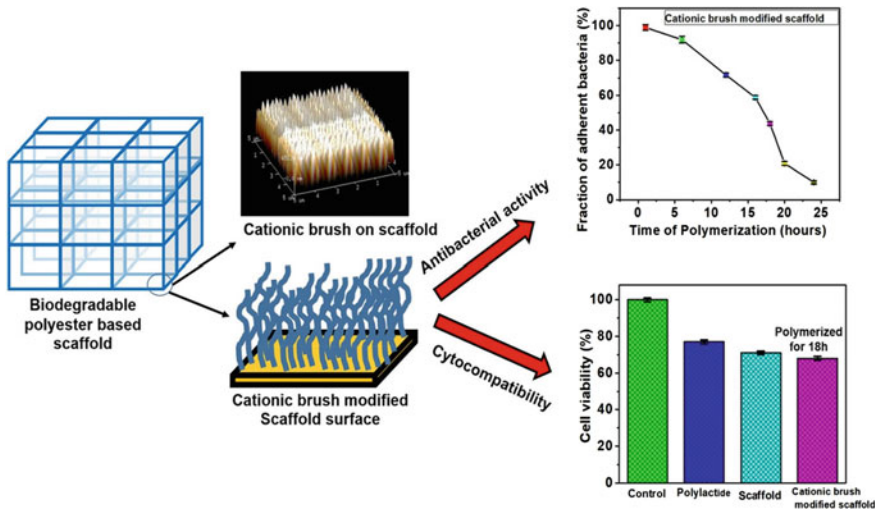 Biodegradable
polyester based
scaffold
Cationic brush on scaffold
Cationic brush modified
Scaffold surface
Antibacterial activity
Cytocompatibility
Cationic brush modified scaffold
Fraction of adherent bacteria (%)
100
80
60
40
20
0
0 5 10 15 20 25
Time of Polymerization (hours)
Cell viability (%)
100
80
60
40
20
0
Polymerized
for 18h
Control Polylactide Scaffold Cationic brush
modified scaffold